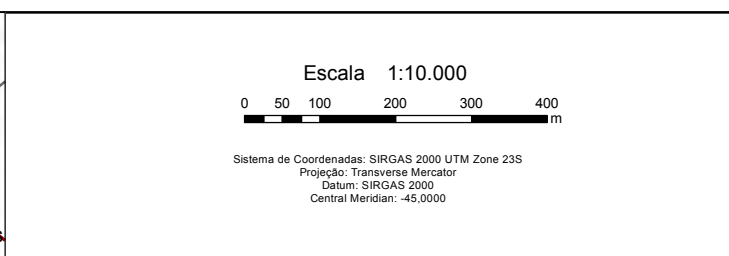 Escala 1:10.000
0 50 100 200 300 400
m
Sistema de Coordenadas: SIRGAS 2000 UTM Zone 23S
Projeção: Transverse Mercator
Datum: SIRGAS 2000
Central Meridian: -45,0000